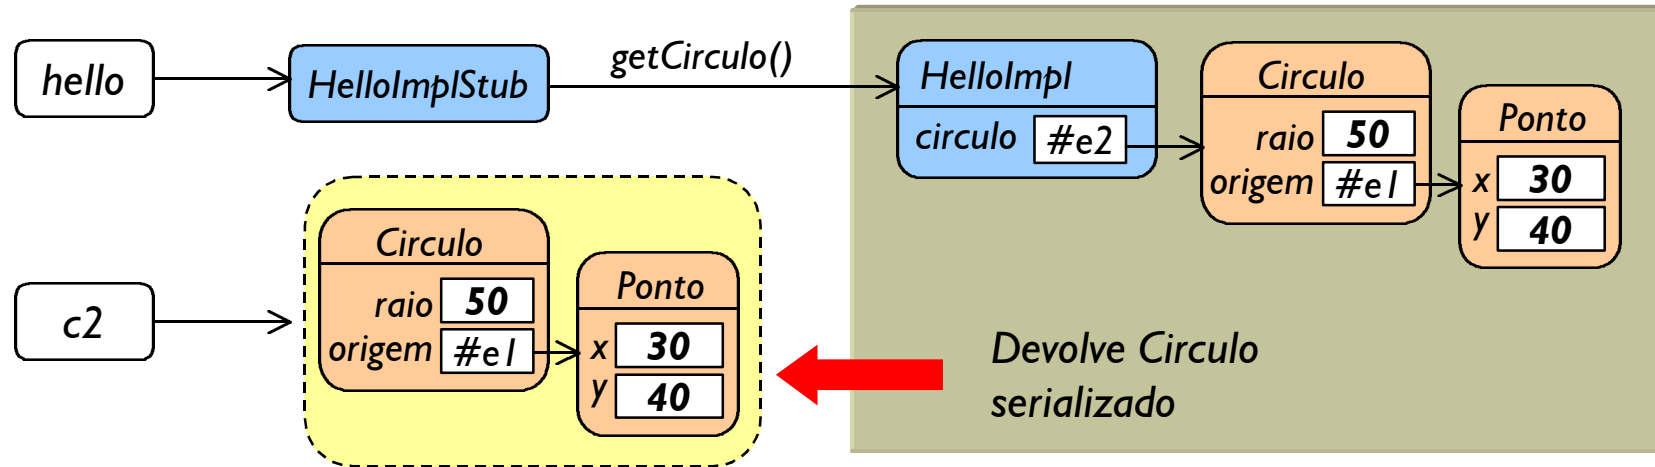 hello
HelloImplStub
getCirculo()
HelloImpl
circulo #e2
Circulo
raio 50
origem #e1
Ponto
x 30
y 40
c2
Circulo
raio 50
origem #e1
Ponto
x 30
y 40
Devolve Circulo
serializado